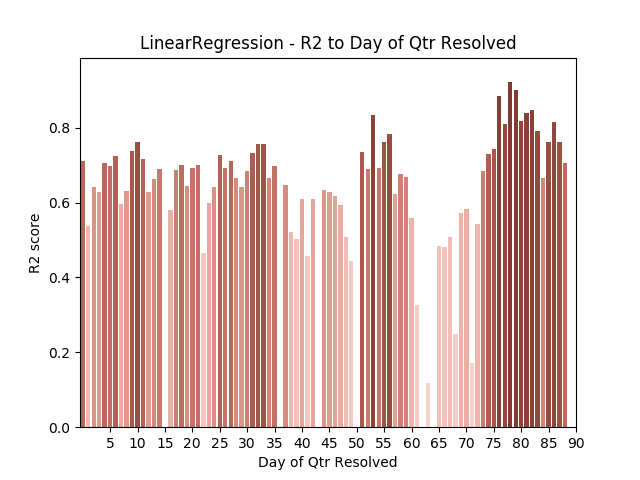 LinearRegression - R2 to Day of Qtr Resolved
R2 score
0.8
0.6
0.4
0.2
0.0
5 10 15 20 25 30 35 40 45 50 55 60 65 70 75 80 85 90
Day of Qtr Resolved